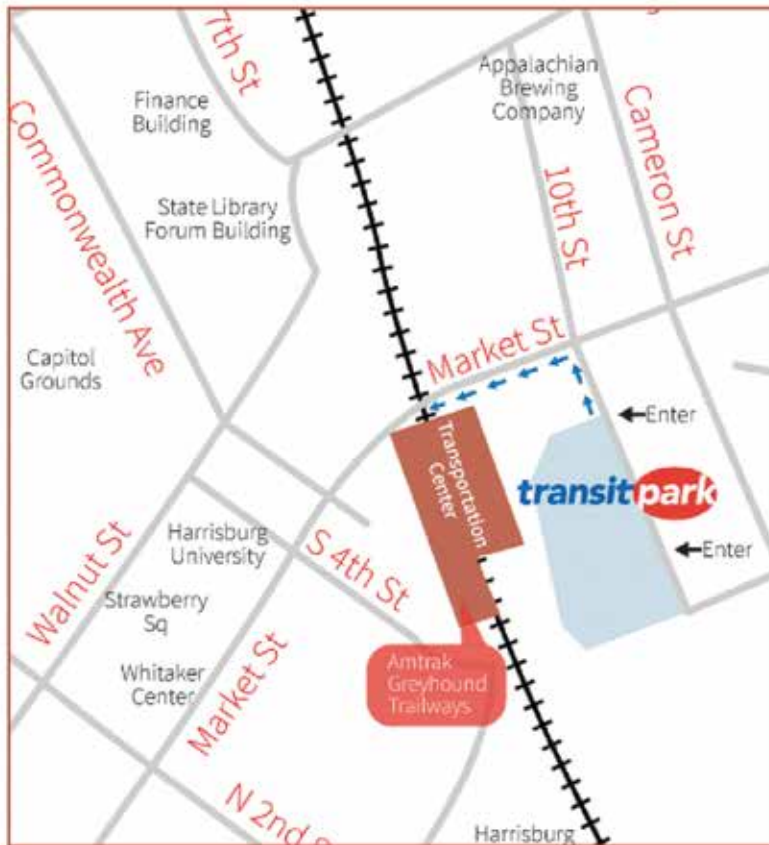 7th St
Finance
Building
Appalachian
Brewing
Company
Cameron St
Commonwealth Ave
10th St
State Library
Forum Building
Capitol
Grounds
Market St
Enter
Transportation
Center
transitpark
Enter
Harrisburg
University
S 4th St
Walnut St
Strawberry
Sq
Whitaker
Center
Market St
Amtrak
Greyhound
Trailways
N 2nd
Harrisburg